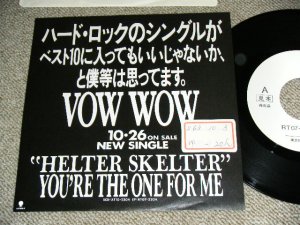 ハード・ロックのシングルが
ベスト10に入ってもいいじゃないか、
と僕等は思ってます。
VOW WOW
10・26 ON SALE
NEW SINGLE
"HELTER SKELTER"
YOU'RE THE ONE FOR ME
A
見本
RT07-